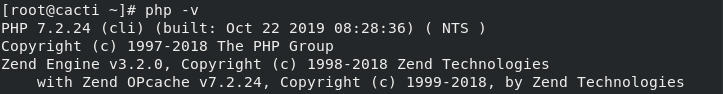 [root@cacti ~]# php -v
PHP 7.2.24 (cli) (built: Oct 22 2019 08:28:36) ( NTS )
Copyright (c) 1997-2018 The PHP Group
Zend Engine v3.2.0, Copyright (c) 1998-2018 Zend Technologies
    with Zend OPcache v7.2.24, Copyright (c) 1999-2018, by Zend Technologies